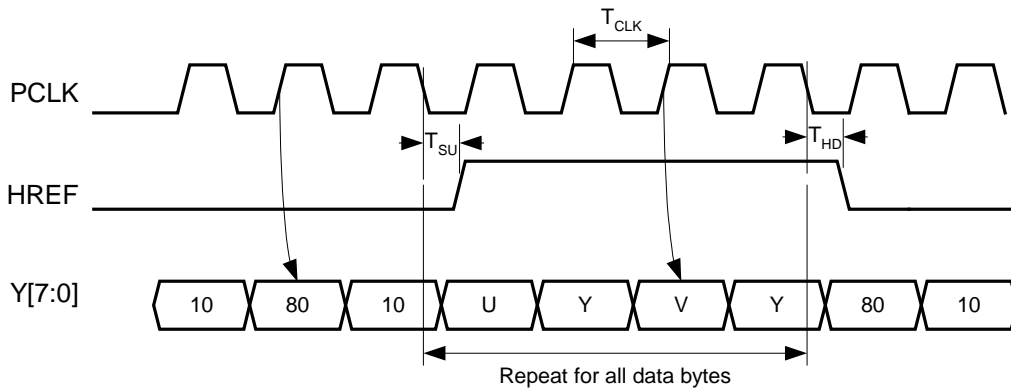 T_CLK
PCLK
T_SU
T_HD
HREF
Y[7:0]
10 80 10 U Y V Y 80 10
Repeat for all data bytes